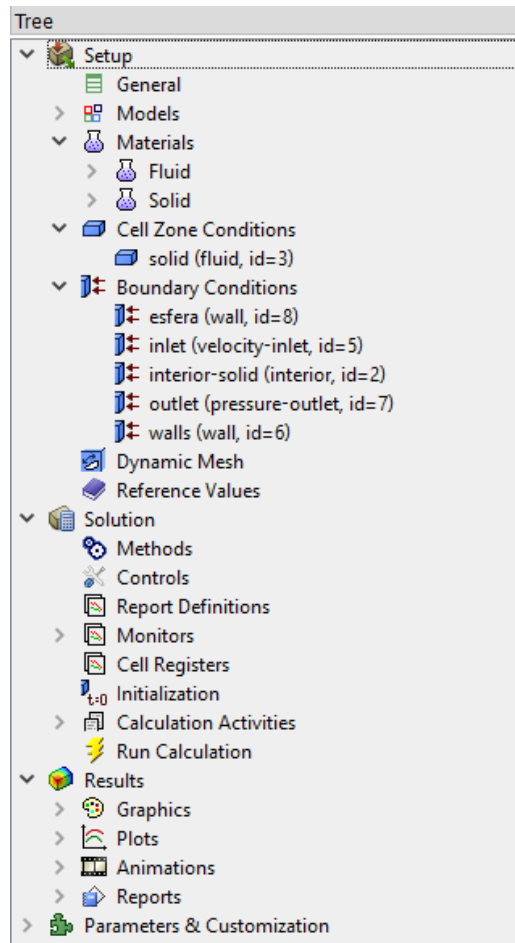 Tree
Setup
General
Models
Materials
Fluid
Solid
Cell Zone Conditions
solid (fluid, id=3)
Boundary Conditions
esfera (wall, id=8)
inlet (velocity-inlet, id=5)
interior-solid (interior, id=2)
outlet (pressure-outlet, id=7)
walls (wall, id=6)
Dynamic Mesh
Reference Values
Solution
Methods
Controls
Report Definitions
Monitors
Cell Registers
t=0 Initialization
Calculation Activities
Run Calculation
Results
Graphics
Plots
Animations
Reports
Parameters & Customization